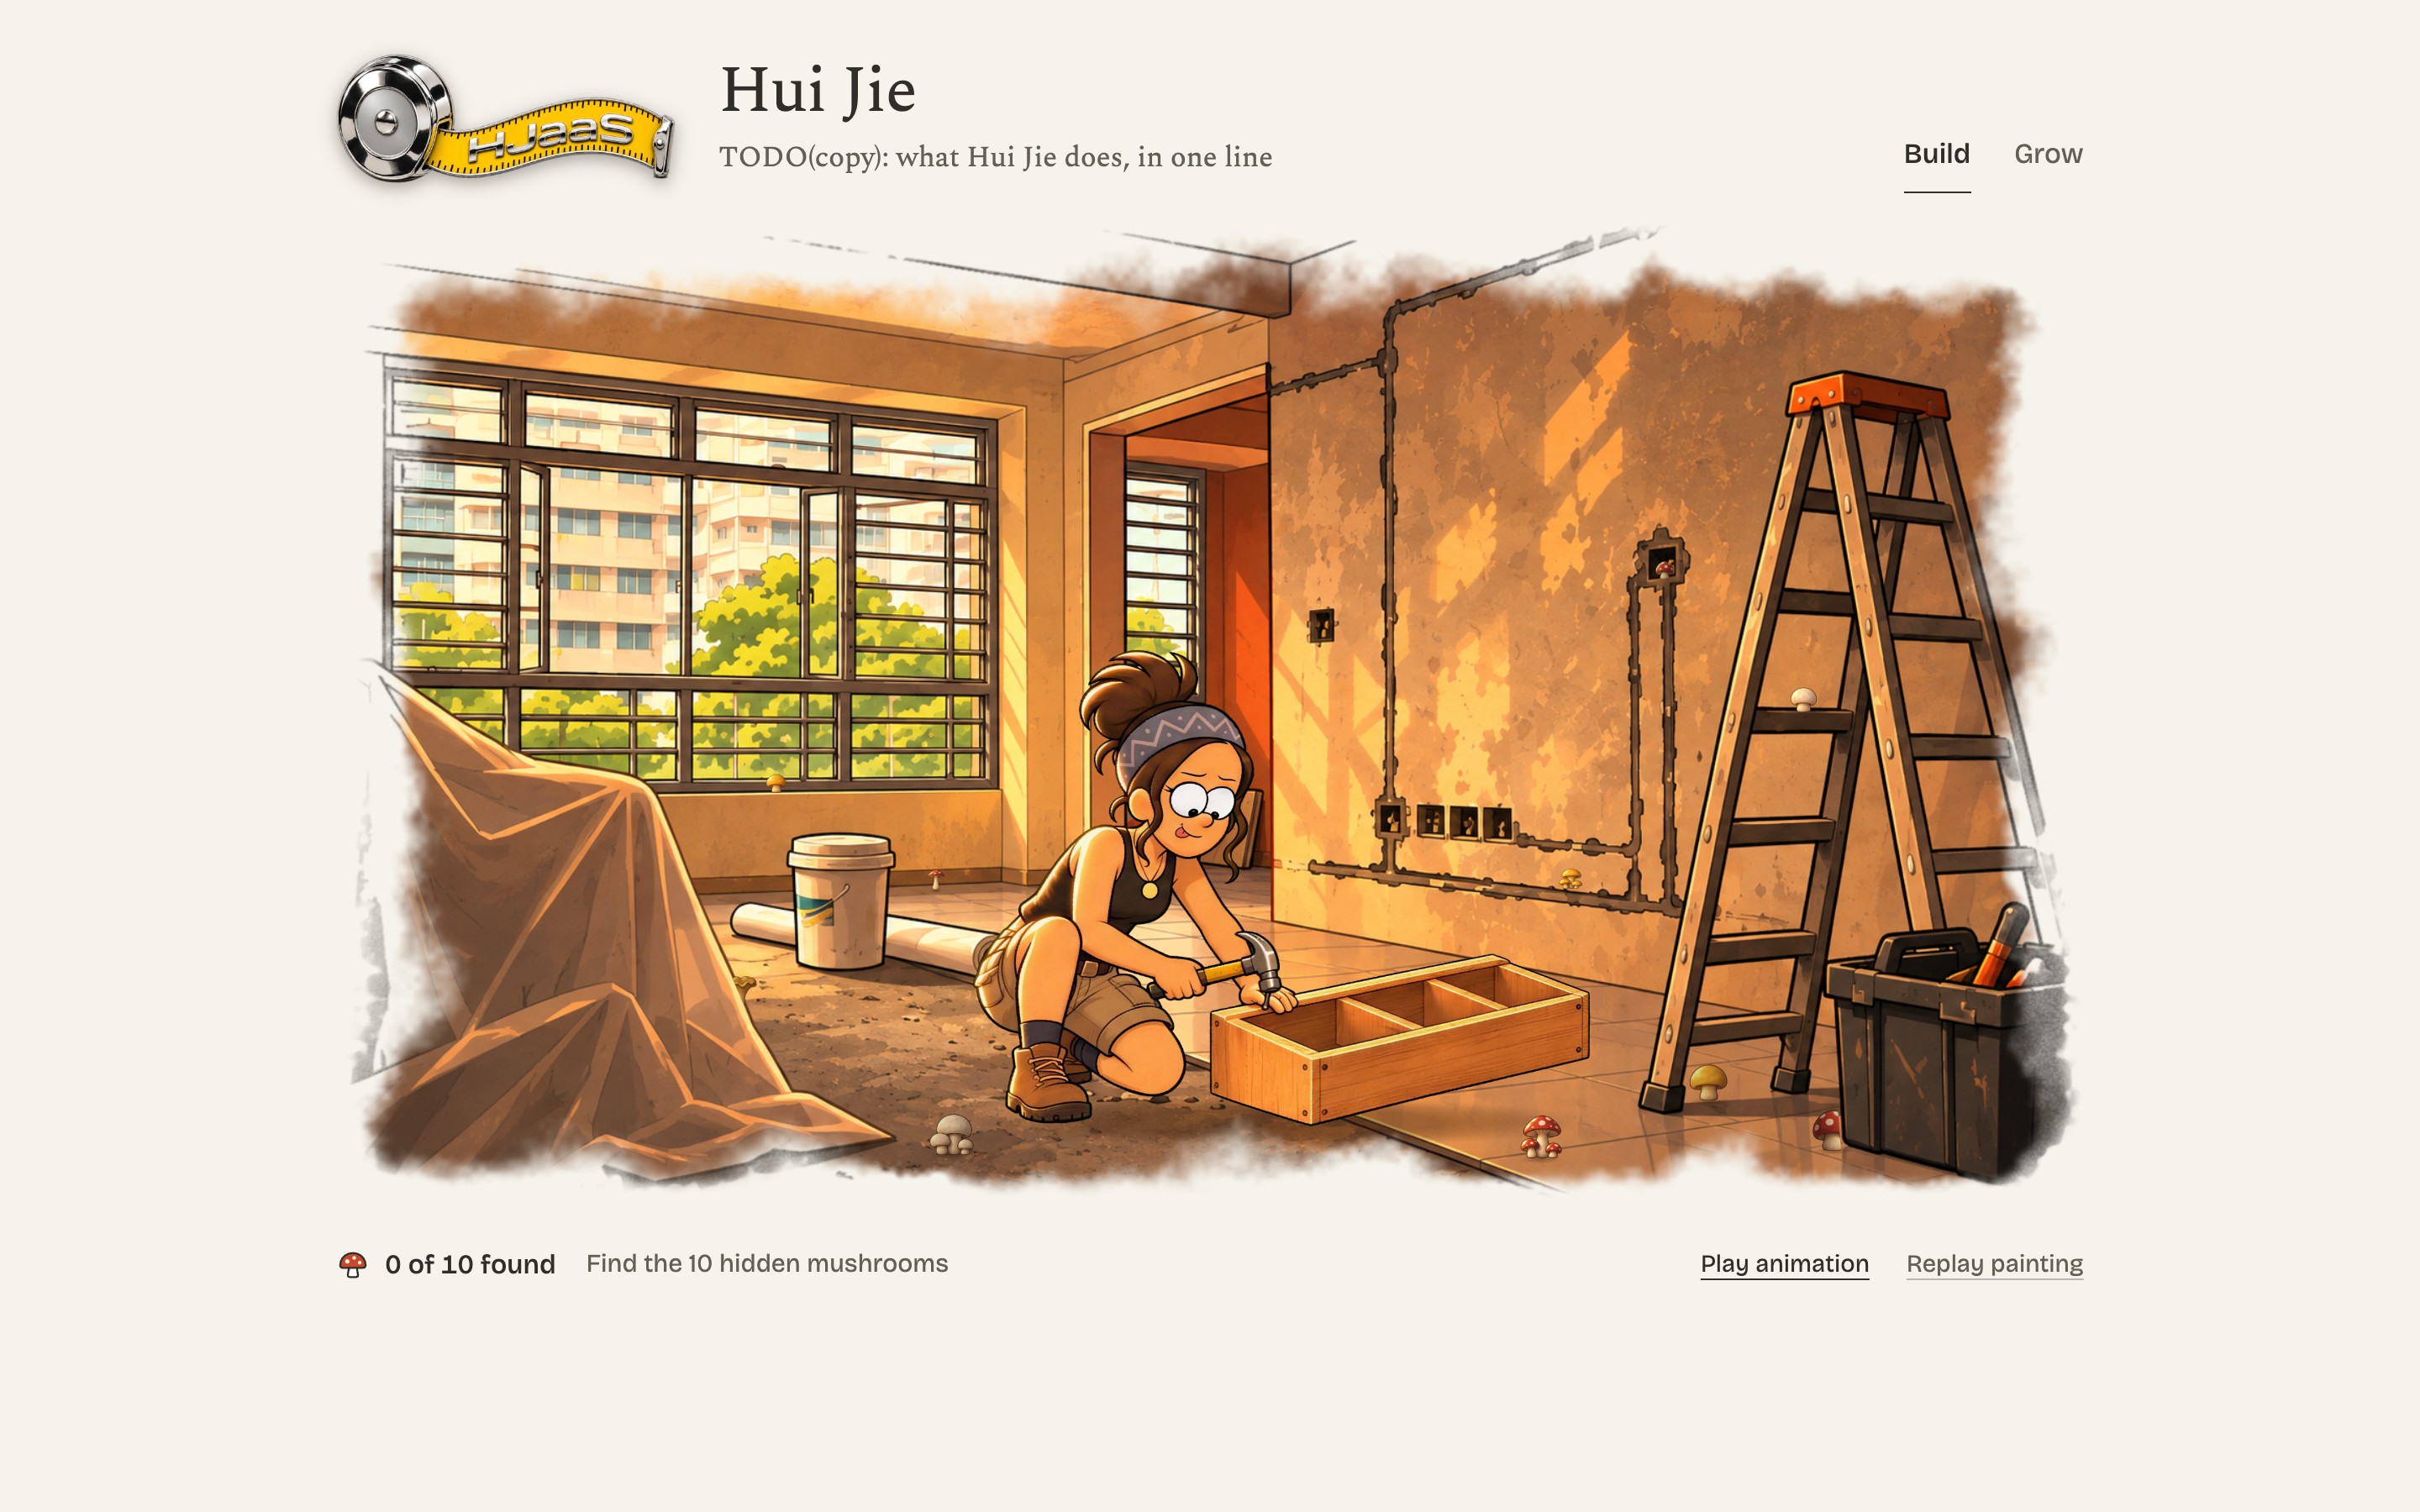 HJaaS
Hui Jie
TODO(copy): what Hui Jie does, in one line
Build
Grow
0 of 10 found
Find the 10 hidden mushrooms
Play animation
Replay painting